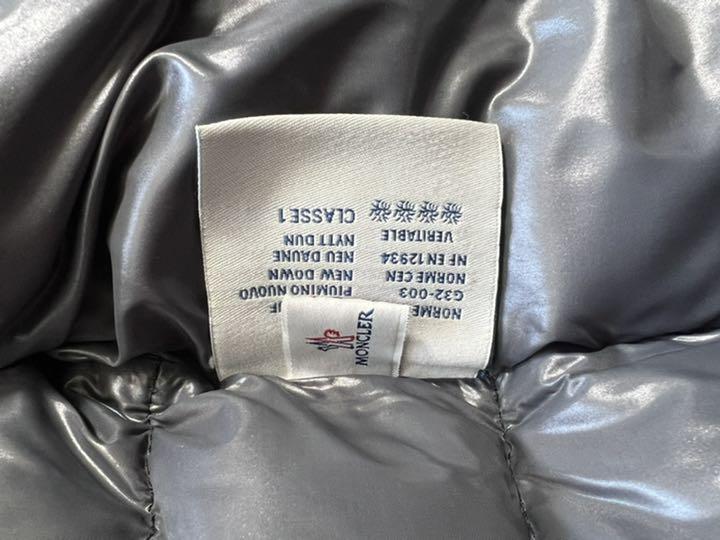 MONCLER
NORME
G32-003
NORME CEN
NF EN 12934
VERITABLE
PIUMINO NUOVO
NEW DOWN
NEU DAUNE
NYTT DUN
CLASSE 1